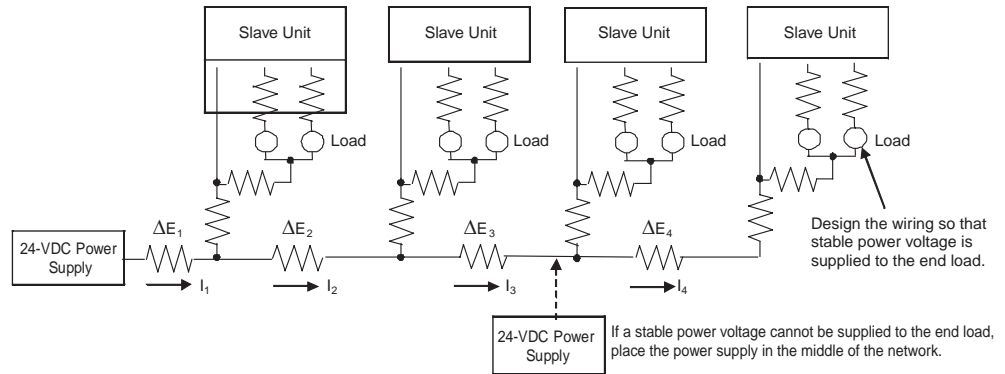 Slave Unit
Slave Unit
Slave Unit
Slave Unit
Load
Load
Load
Load
Design the wiring so that
stable power voltage is
supplied to the end load.
24-VDC Power
Supply
ΔE1
ΔE2
ΔE3
ΔE4
I1
I2
I3
I4
24-VDC Power
Supply
If a stable power voltage cannot be supplied to the end load,
place the power supply in the middle of the network.